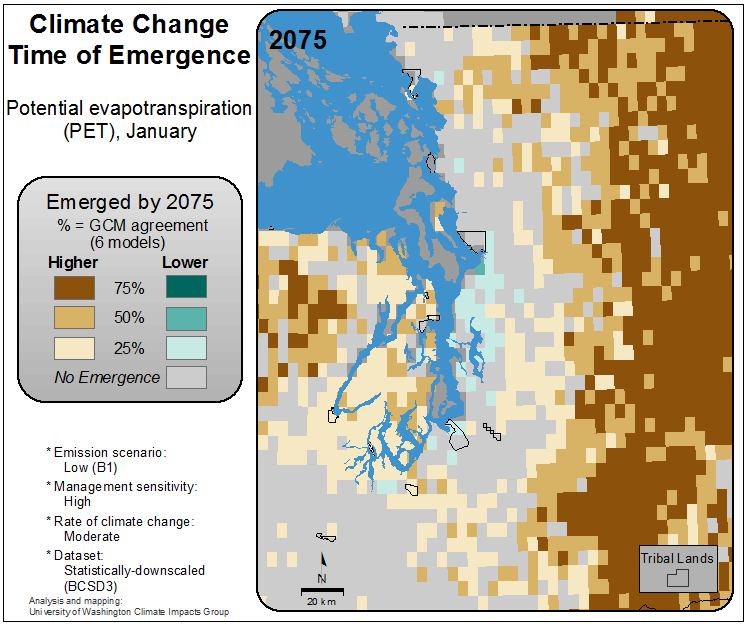 Climate Change
Time of Emergence
Potential evapotranspiration
(PET), January
Emerged by 2075
% = GCM agreement
(6 models)
Higher Lower
75%
50%
25%
No Emergence
* Emission scenario:
Low (B1)
* Management sensitivity:
High
* Rate of climate change:
Moderate
* Dataset:
Statistically-downscaled
(BCSD3)
Analysis and mapping:
University of Washington Climate Impacts Group
2075
N
20 km
Tribal Lands